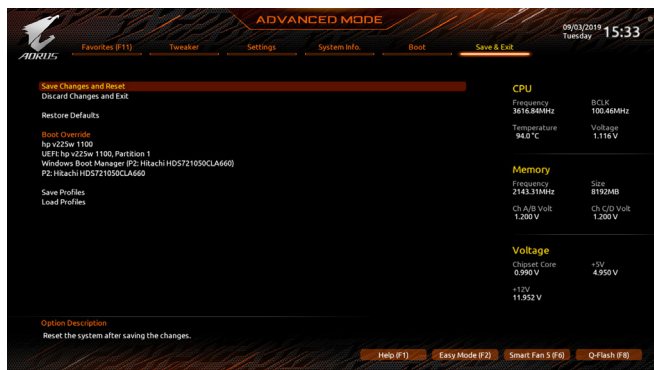 ADVANCED MODE
09/03/2019 15:33
Tuesday
AORUS
Favorites (F11) Tweaker Settings System Info. Boot Save & Exit
Save Changes and Reset
Discard Changes and Exit
Restore Defaults
Boot Override
hp v225w 1100
UEFI: hp v225w 1100, Partition 1
Windows Boot Manager (P2: Hitachi HDS721050CLA660)
P2: Hitachi HDS721050CLA660
Save Profiles
Load Profiles
CPU
Frequency BCLK
3616.84MHz 100.46MHz
Temperature Voltage
94.0 °C 1.116 V
Memory
Frequency Size
2143.31MHz 8192MB
Ch A/B Volt Ch C/D Volt
1.200 V 1.200 V
Voltage
Chipset Core +5V
0.990 V 4.950 V
+12V
11.952 V
Option Description
Reset the system after saving the changes.
Help (F1) Easy Mode (F2) Smart Fan 5 (F6) Q-Flash (F8)